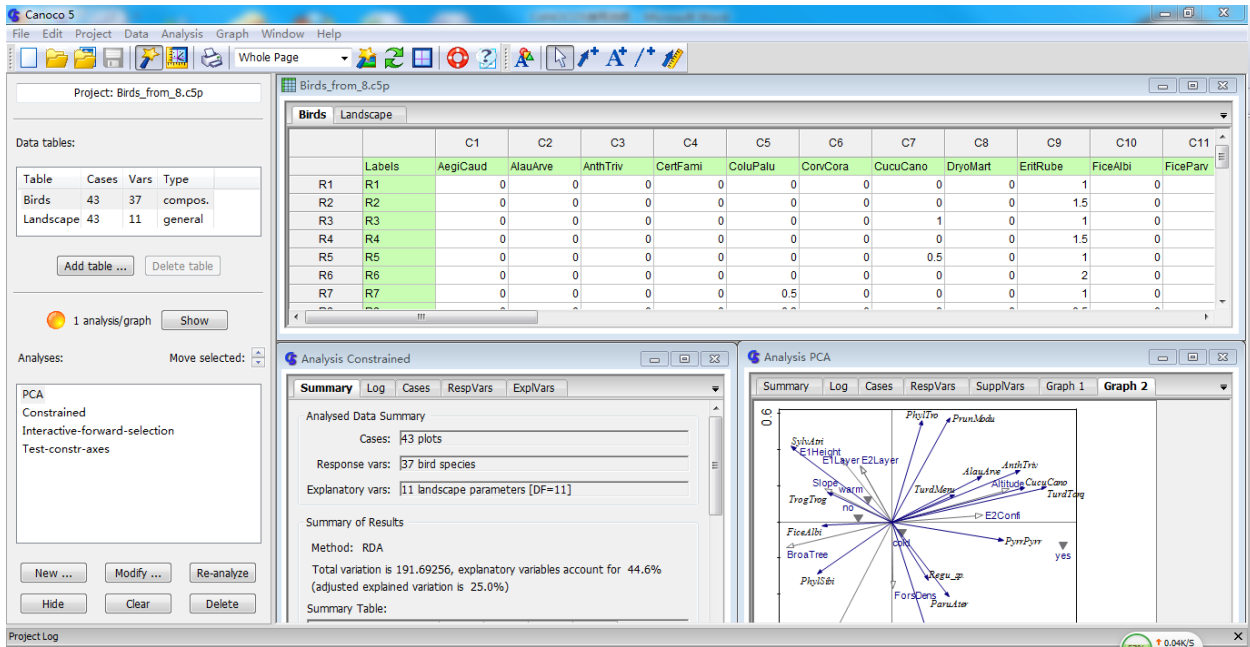 Canoco 5
File Edit Project Data Analysis Graph Window Help
Whole Page
Project: Birds_from_8.c5p
Data tables:
Table Cases Vars Type
Birds 43 37 compos.
Landscape 43 11 general
Add table ... Delete table
1 analysis/graph Show
Analyses: Move selected:
PCA
Constrained
Interactive-forward-selection
Test-constr-axes
New ... Modify ... Re-analyze
Hide Clear Delete
Birds_from_8.c5p
Birds Landscape
C1 C2 C3 C4 C5 C6 C7 C8 C9 C10 C11
Labels AegiCaud AlauArve AnthTriv CertFami ColuPalu CorvCora CucuCano DryoMart EritRube FiceAlbi FiceParv
R1 R1 0 0 0 0 0 0 0 0 1 0
R2 R2 0 0 0 0 0 0 0 0 1.5 0
R3 R3 0 0 0 0 0 0 1 0 1 0
R4 R4 0 0 0 0 0 0 0 0 1.5 0
R5 R5 0 0 0 0 0 0 0.5 0 1 0
R6 R6 0 0 0 0 0 0 0 0 2 0
R7 R7 0 0 0 0 0.5 0 0 0 1 0
Analysis Constrained
Summary Log Cases RespVars ExplVars
Analysed Data Summary
Cases: 43 plots
Response vars: 37 bird species
Explanatory vars: 11 landscape parameters [DF=11]
Summary of Results
Method: RDA
Total variation is 191.69256, explanatory variables account for 44.6%
(adjusted explained variation is 25.0%)
Summary Table:
Analysis PCA
Summary Log Cases RespVars SupplVars Graph 1 Graph 2
0.6
PhylTro PrunModu
SylvAtri
E1Height
E1Layer E2Layer
AlauArve AnthTriv
Slope warm TurdMeru Altitude CucuCano
TrogTrog TurdTorq
no
E2Confi
FiceAlbi
cold PyrrPyrr
BroaTree yes
PhylSibi Regu_sp.
ForsDens
ParuAter
Project Log
0.04K/S